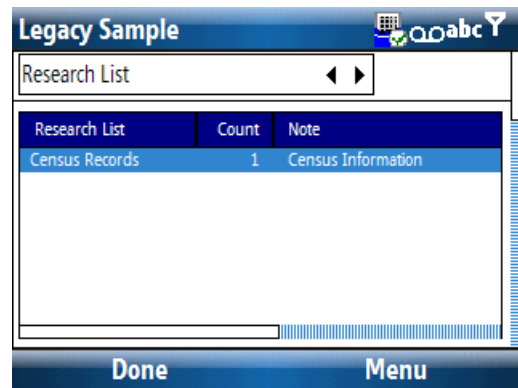 Legacy Sample abc
Research List
Research List Count Note
Census Records 1 Census Information
Done Menu